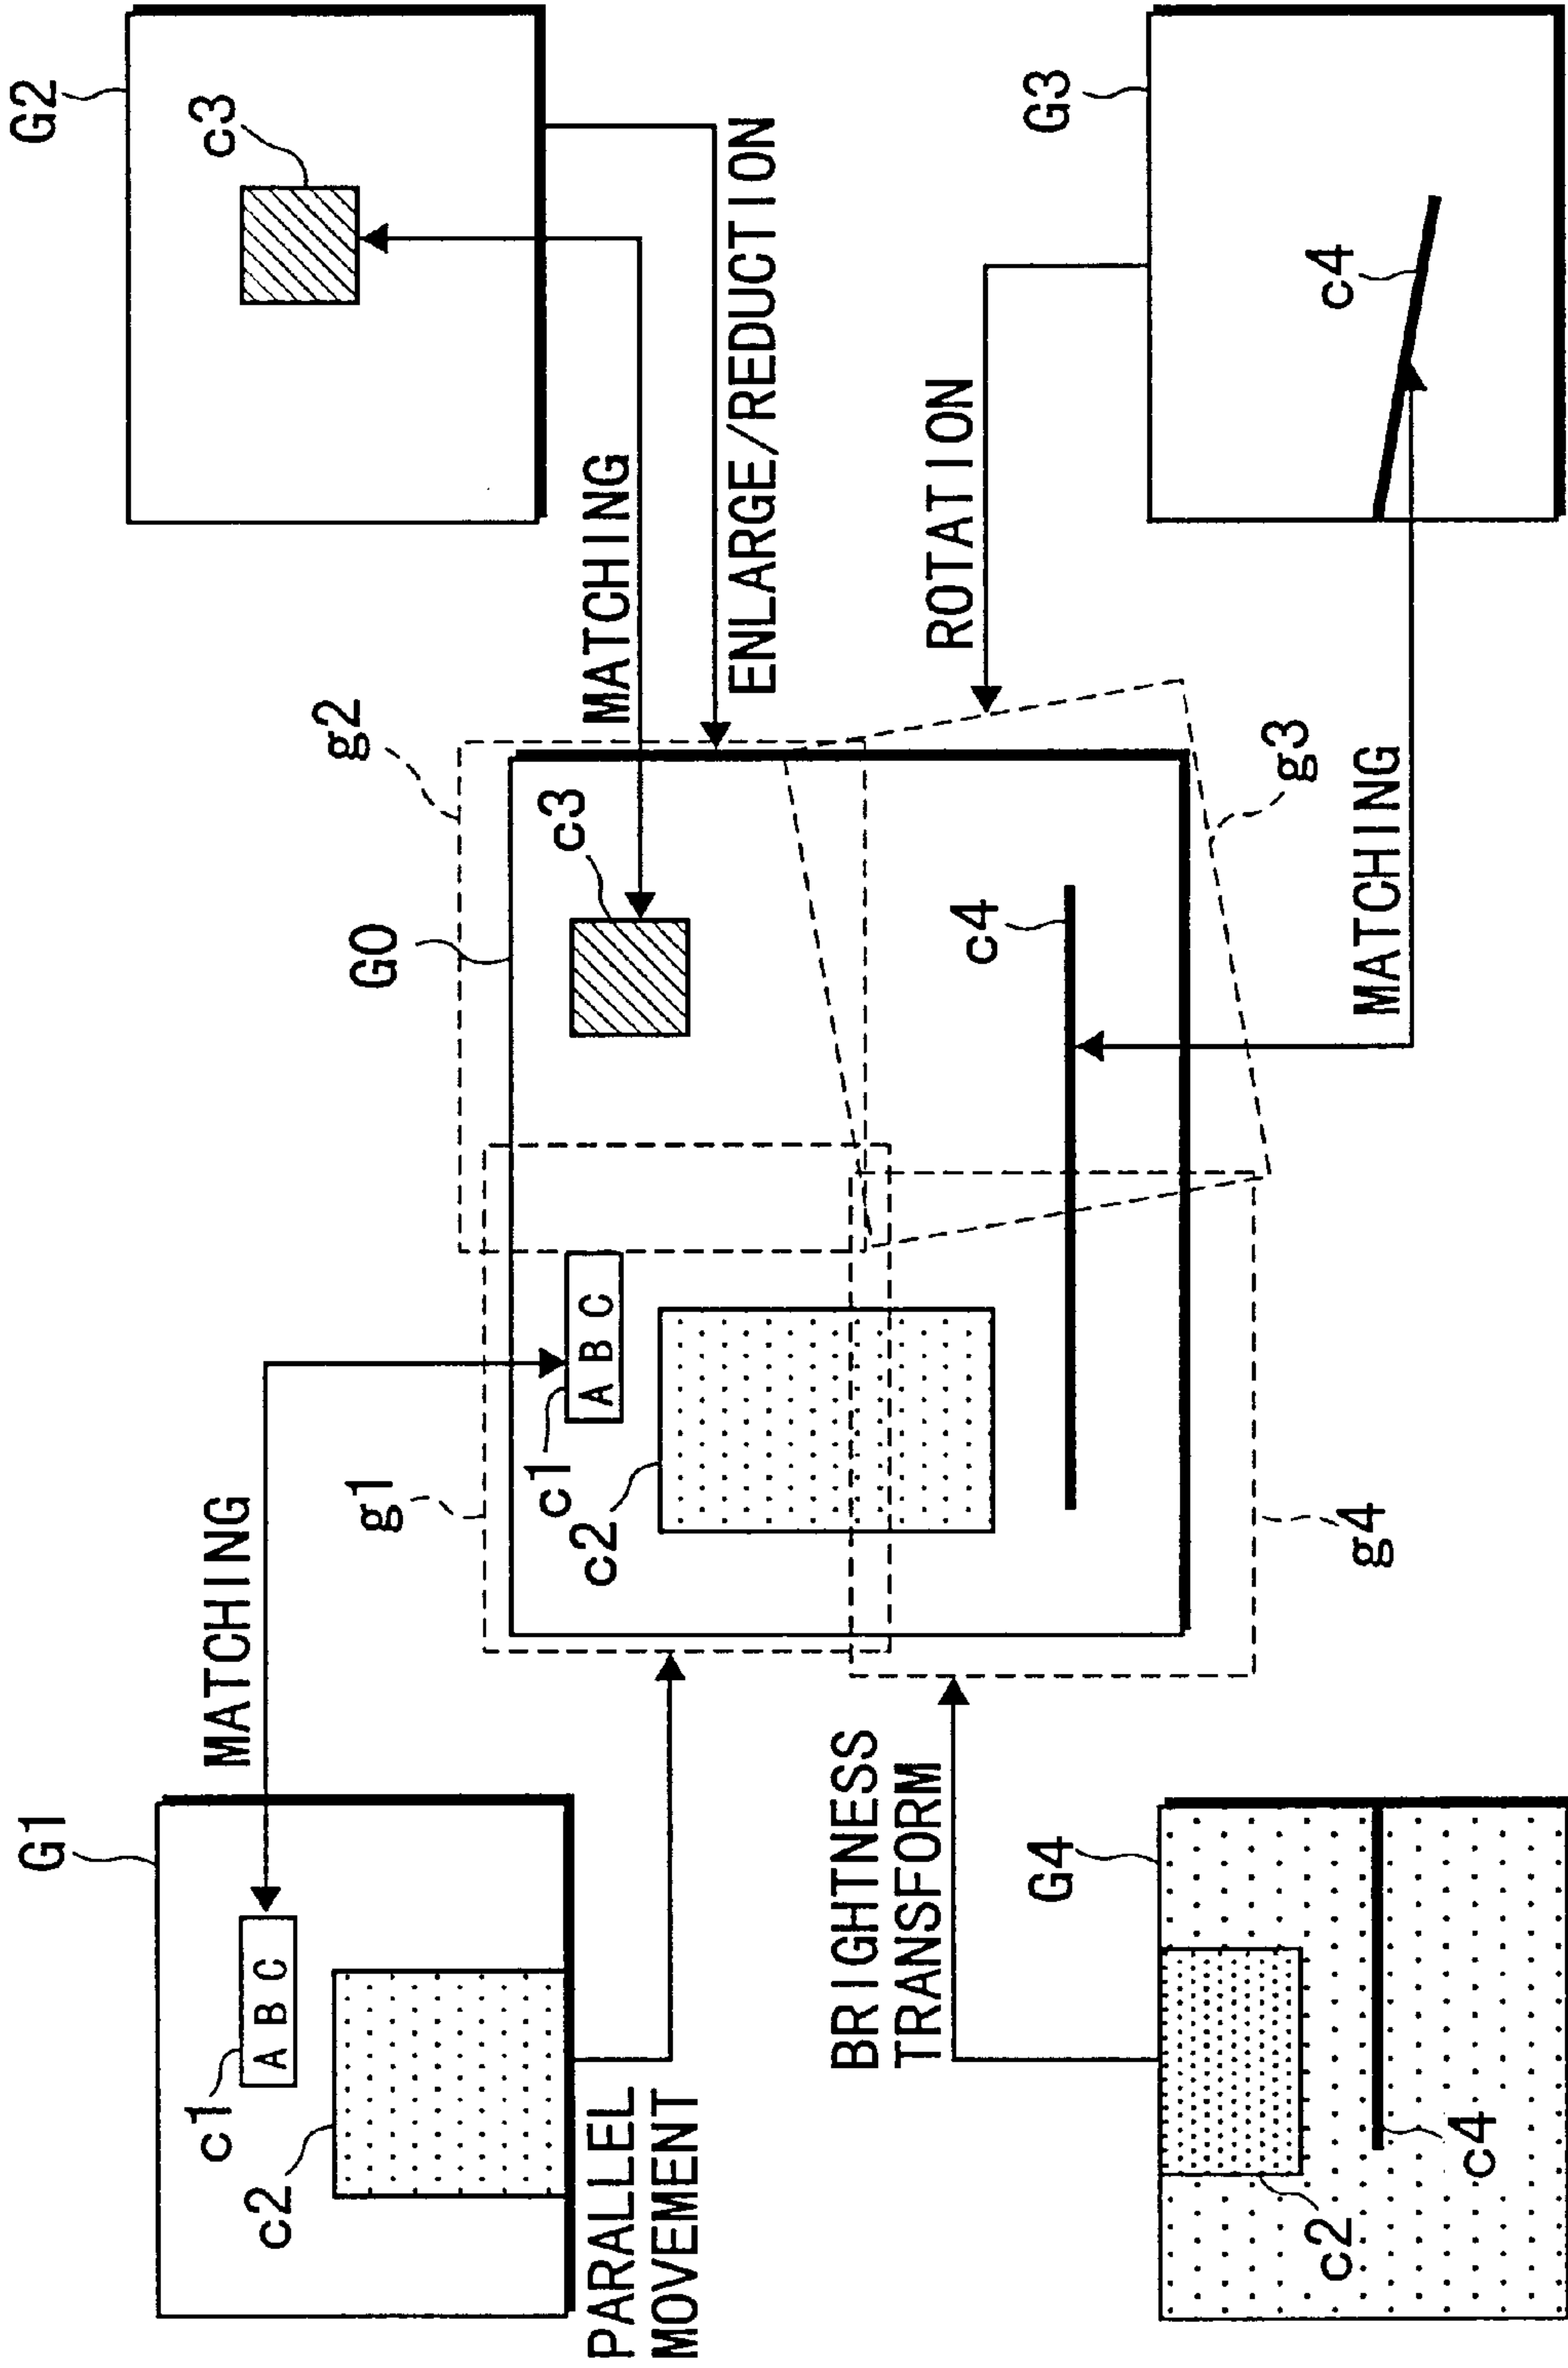 G1
G2
c1
MATCHING
c3
A B C
c2
g2
g1
G0
c1
c3
c2
A B C
MATCHING
PARALLEL
MOVEMENT
ENLARGE/REDUCTION
BRIGHTNESS
TRANSFORM
ROTATION
c4
G4
G3
g3
c2
c4
g4
MATCHING
c4